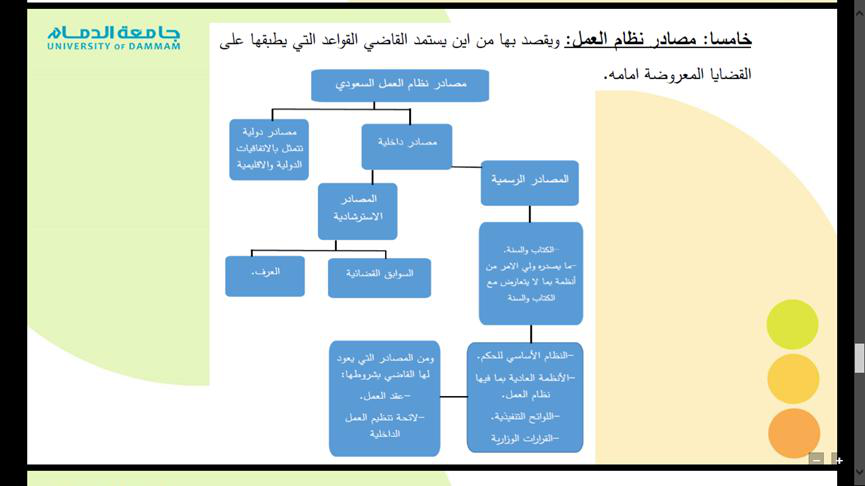 جامعة الدمام
UNIVERSITY OF DAMMAM
خامسا: مصادر نظام العمل: ويقصد بها من اين يستمد القاضي القواعد التي يطبقها على
القضايا المعروضة امامه.
مصادر نظام العمل السعودي
مصادر داخلية
مصادر دولية
تتمثل بالاتفاقيات
الدولية والاقليمية
المصادر الرسمية
المصادر
الاسترشادية
–الكتاب والسنة.
–ما يصدره ولي الامر من
أنظمة بما لا يتعارض مع
الكتاب والسنة
السوابق القضائية
العرف.
–النظام الأساسي للحكم.
–الأنظمة العادية بما فيها
نظام العمل.
–اللوائح التنفيذية.
–القرارات الوزارية
ومن المصادر التي يعود
لها القاضي بشروطها:
–عقد العمل.
–لائحة تنظيم العمل
الداخلية